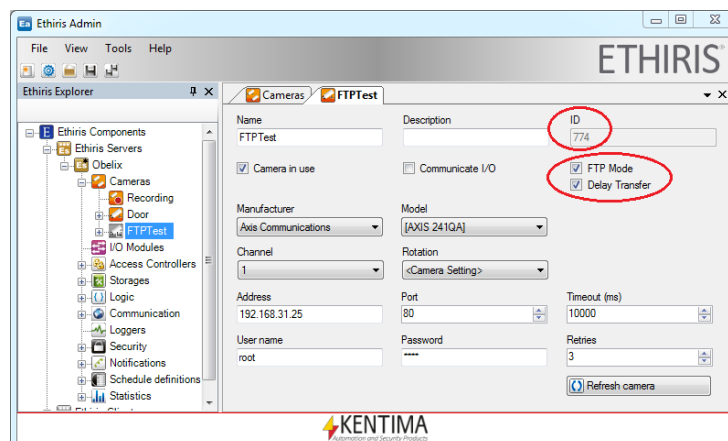 Ethiris Admin
File View Tools Help
ETHIRIS®
Ethiris Explorer
Ethiris Components
Ethiris Servers
Obelix
Cameras
Recording
Door
FTPTest
I/O Modules
Access Controllers
Storages
Logic
Communication
Loggers
Security
Notifications
Schedule definitions
Statistics
Cameras FTPTest
Name Description ID
FTPTest 774
Camera in use Communicate I/O FTP Mode
Delay Transfer
Manufacturer Model
Axis Communications [AXIS 241QA]
Channel Rotation
1 <Camera Setting>
Address Port Timeout (ms)
192.168.31.25 80 10000
User name Password Retries
root **** 3
Refresh camera
KENTIMA
Automation and Security Products